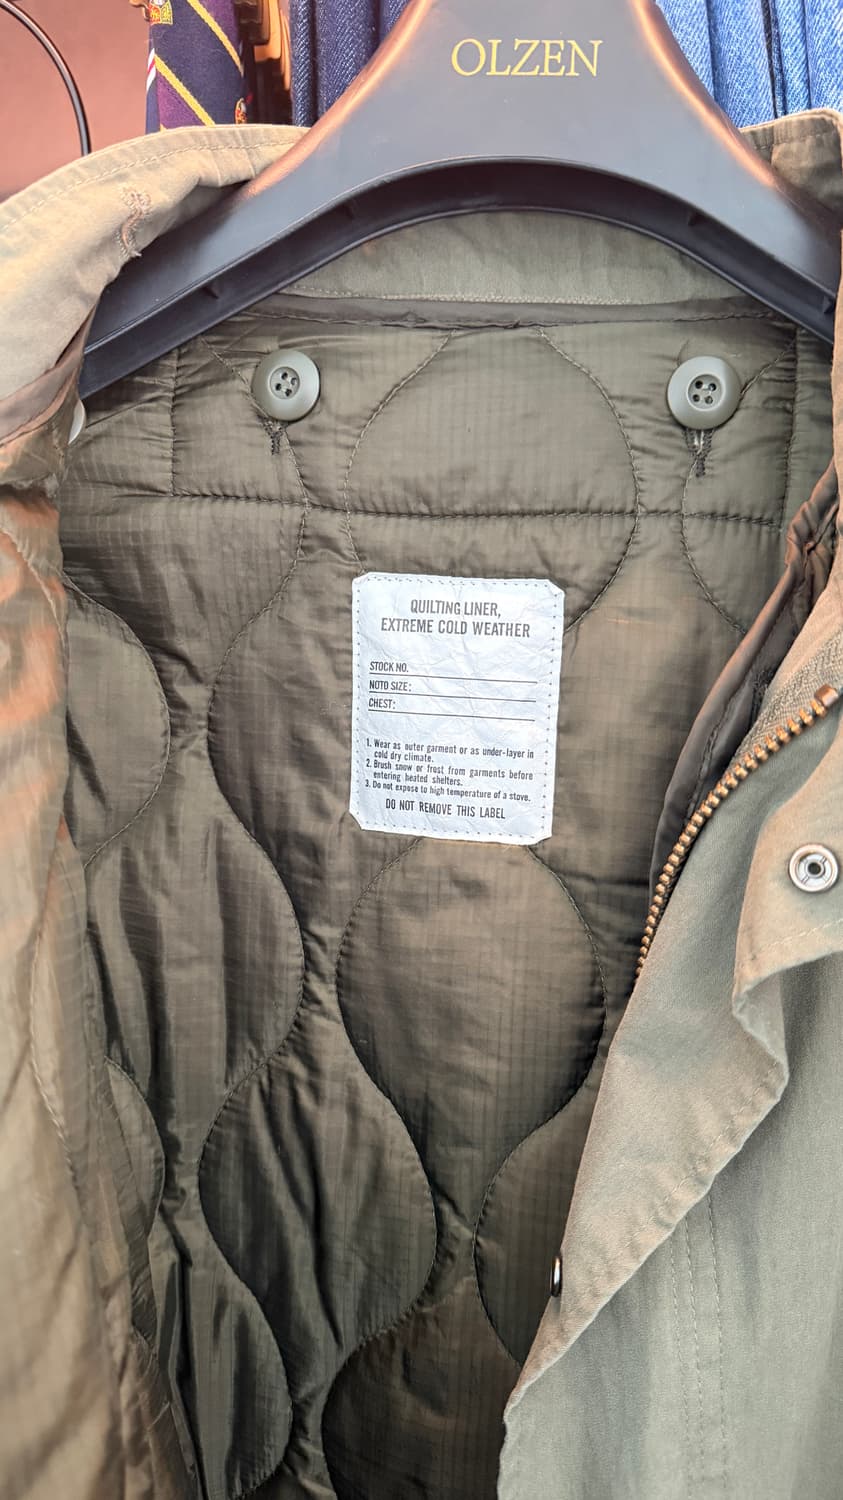 OLZEN
QUILTING LINER,
EXTREME COLD WEATHER
STOCK NO.
NOTO SIZE:
CHEST:
1. Wear as outer garment or as under-layer in
cold dry climate.
2. Brush snow or frost from garments before
entering heated shelters.
3. Do not expose to high temperature of a stove.
DO NOT REMOVE THIS LABEL